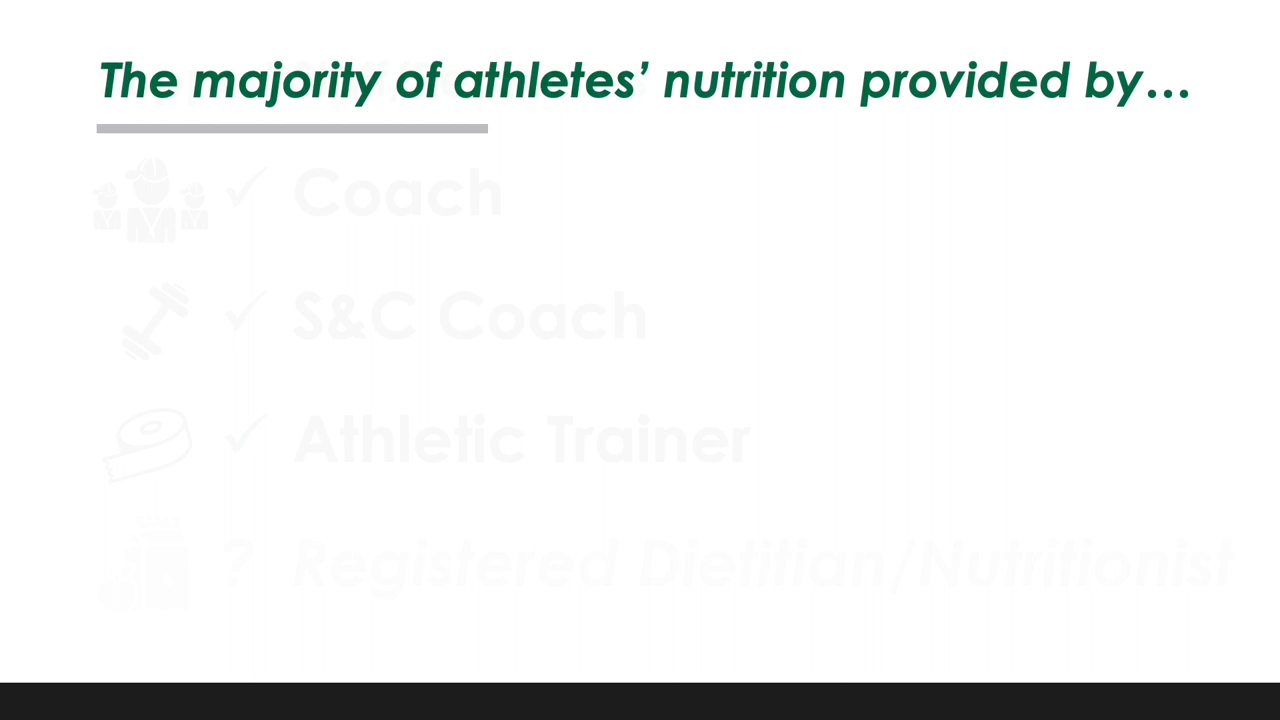 The majority of athletes’ nutrition provided by…
✓ Coach
✓ S&C Coach
✓ Athletic Trainer
? Registered Dietitian/Nutritionist